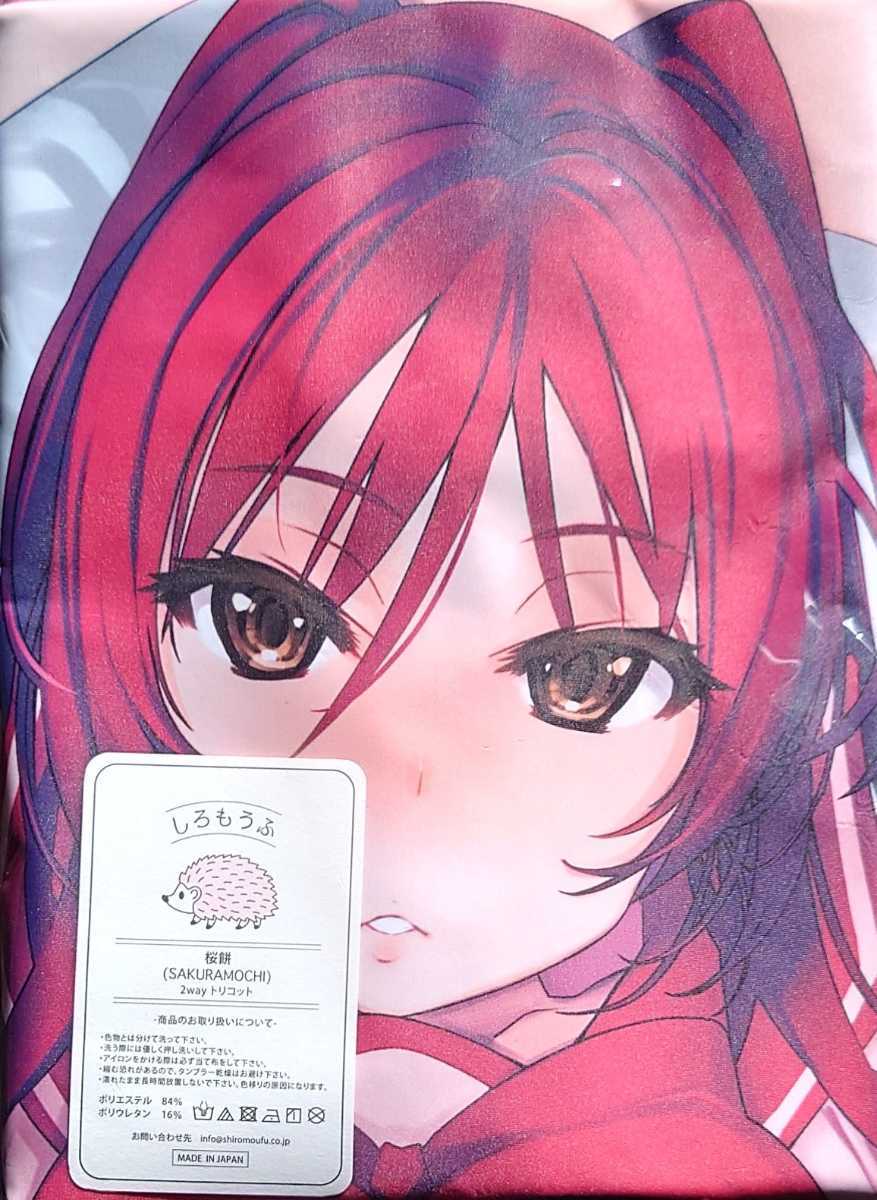 しろもうふ
桜餅
(SAKURAMOCHI)
2way トリコット
-商品のお取り扱いについて-
・色物とは分けて洗って下さい。
・洗う際には優しく押し洗いして下さい。
・アイロンをかける際は必ず当て布をして下さい。
・縮む恐れがあるので、タンブラー乾燥はお避け下さい。
・濡れたまま長時間放置しないで下さい。色移りの原因になります。
ポリエステル 84%
ポリウレタン 16%
お問い合わせ先 info@shiromoufu.co.jp
MADE IN JAPAN